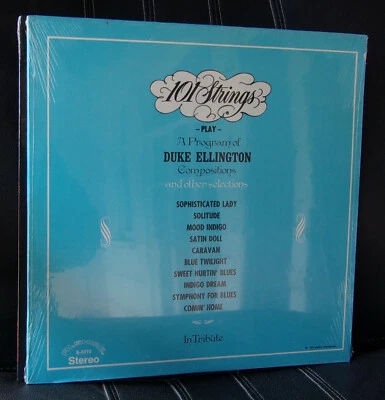 101 Strings
- PLAY -
A Program of
DUKE ELLINGTON
Compositions
and other selections
SOPHISTICATED LADY
SOLITUDE
MOOD INDIGO
SATIN DOLL
CARAVAN
BLUE TWILIGHT
SWEET HURTIN' BLUES
INDIGO DREAM
SYMPHONY FOR BLUES
COMIN' HOME
In Tribute
Stereo